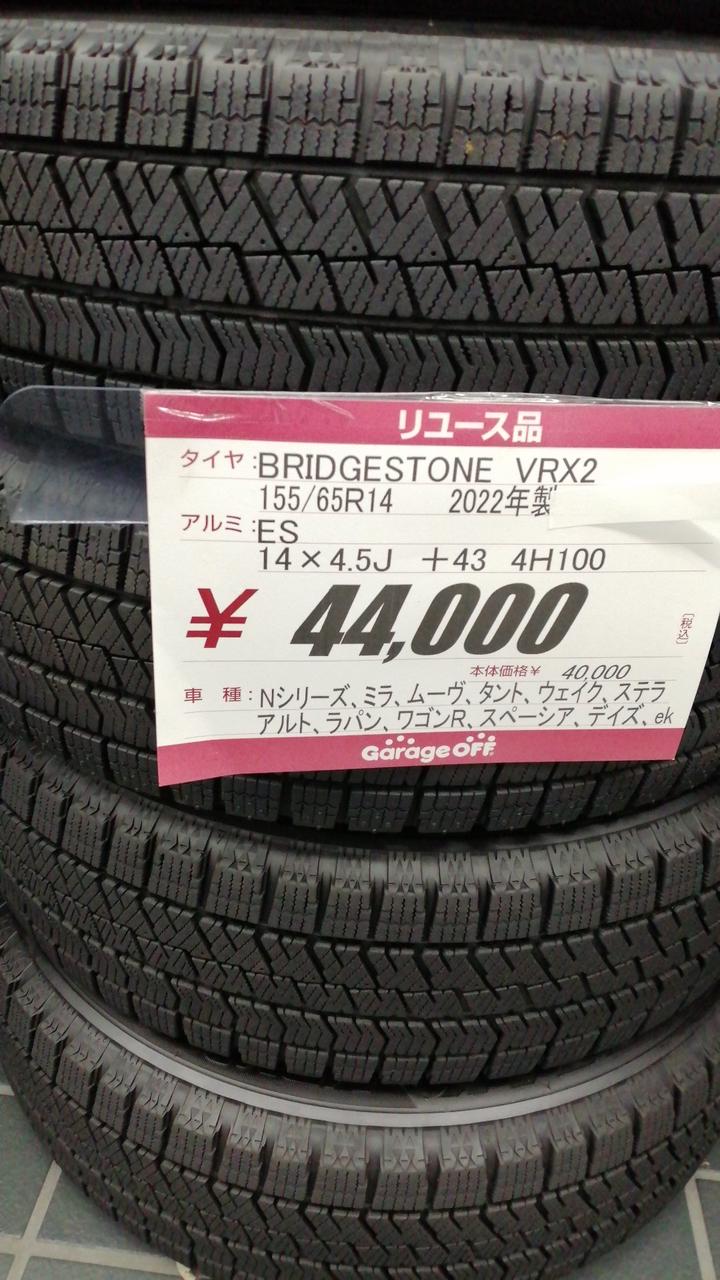 リユース品
タイヤ：BRIDGESTONE VRX2
155/65R14 2022年製
アルミ：ES
14×4.5J +43 4H100
¥44,000 〔税込〕
本体価格¥ 40,000
車種：Nシリーズ、ミラ、ムーヴ、タント、ウェイク、ステラ
アルト、ラパン、ワゴンR、スペーシア、デイズ、ek
Garage OFF